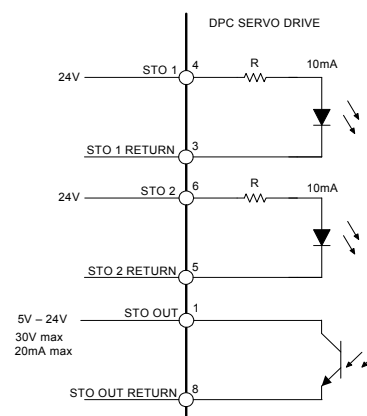 DPC SERVO DRIVE
24V STO 1 4 R 10mA
STO 1 RETURN 3
24V STO 2 6 R 10mA
STO 2 RETURN 5
5V – 24V STO OUT 1
30V max
20mA max
STO OUT RETURN 8